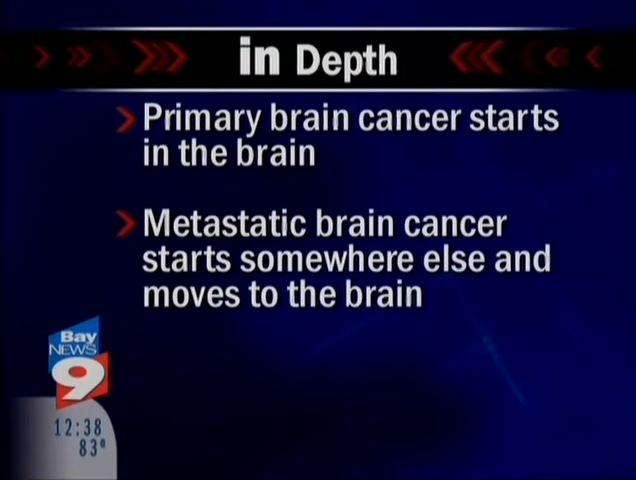 in Depth
Primary brain cancer starts
in the brain
Metastatic brain cancer
starts somewhere else and
moves to the brain
Bay
NEWS
9
12:38
83°